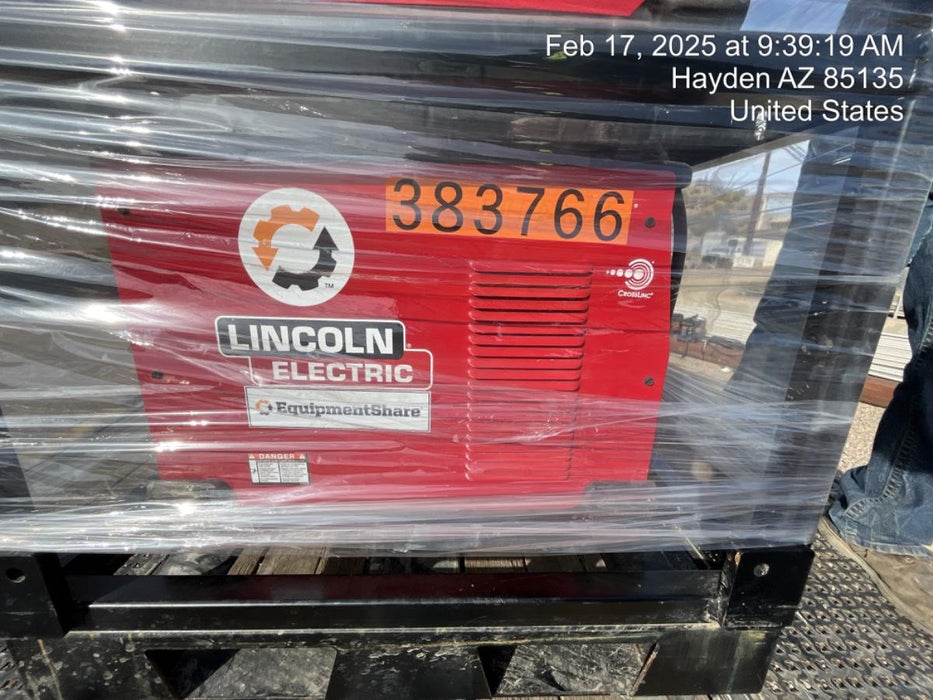 Feb 17, 2025 at 9:39:19 AM
Hayden AZ 85135
United States
383766
TM
CROSSLINC
LINCOLN
ELECTRIC
EquipmentShare
DANGER